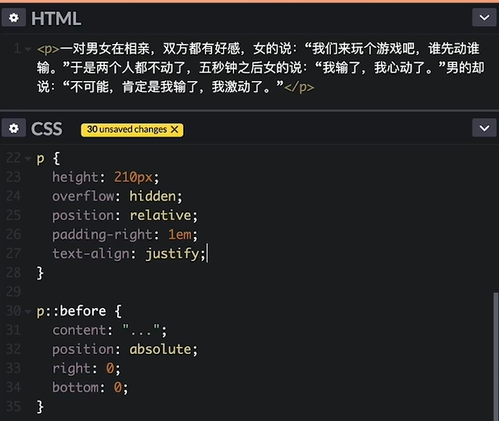 HTML
1 <p>一对男女在相亲，双方都有好感，女的说：“我们来玩个游戏吧，谁先动谁
输。”于是两个人都不动了，五秒钟之后女的说：“我输了，我心动了。”男的却
说：“不可能，肯定是我输了，我激动了。”</p>
CSS 30 unsaved changes X
22 p {
23 height: 210px;
24 overflow: hidden;
25 position: relative;
26 padding-right: 1em;
27 text-align: justify;
28 }
29
30 p::before {
31 content: "...";
32 position: absolute;
33 right: 0;
34 bottom: 0;
35 }